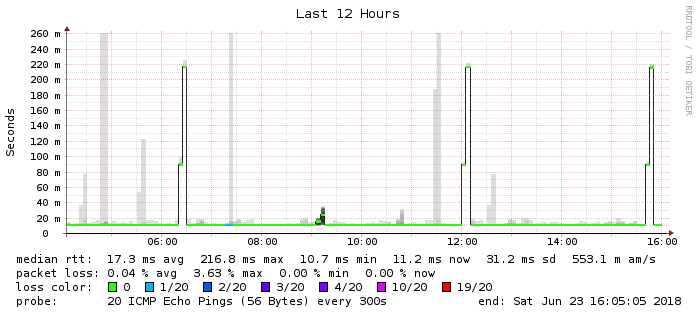 Last 12 Hours
RRDTOOL / TOBI OETIKER
Seconds
260 m
240 m
220 m
200 m
180 m
160 m
140 m
120 m
100 m
80 m
60 m
40 m
20 m
0
06:00 08:00 10:00 12:00 14:00 16:00
median rtt: 17.3 ms avg 216.8 ms max 10.7 ms min 11.2 ms now 31.2 ms sd 553.1 m am/s
packet loss: 0.04 % avg 3.63 % max 0.00 % min 0.00 % now
loss color: 0 1/20 2/20 3/20 4/20 10/20 19/20
probe: 20 ICMP Echo Pings (56 Bytes) every 300s end: Sat Jun 23 16:05:05 2018